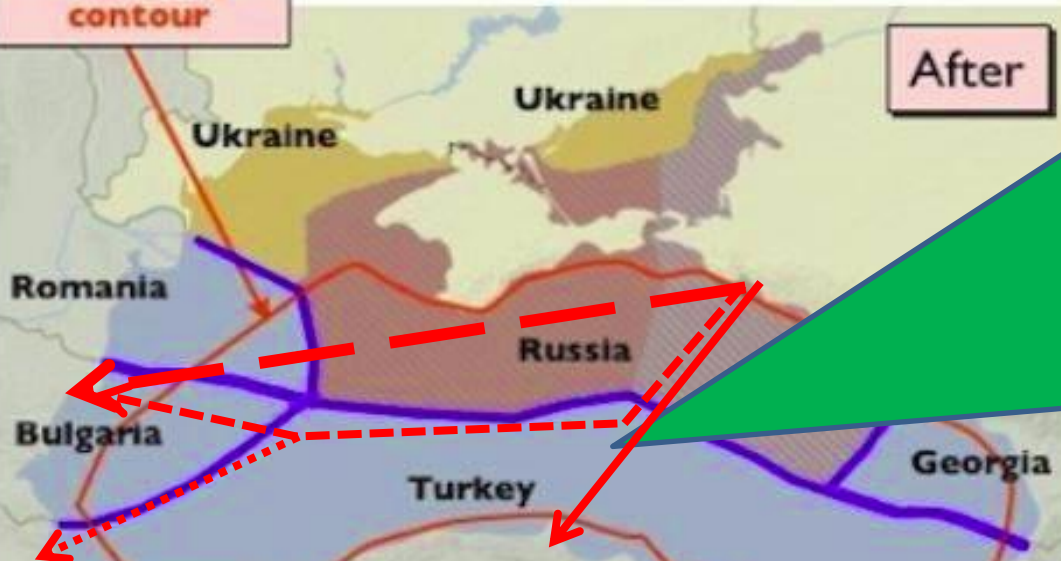 contour
After
Ukraine
Ukraine
Romania
Russia
Bulgaria
Georgia
Turkey